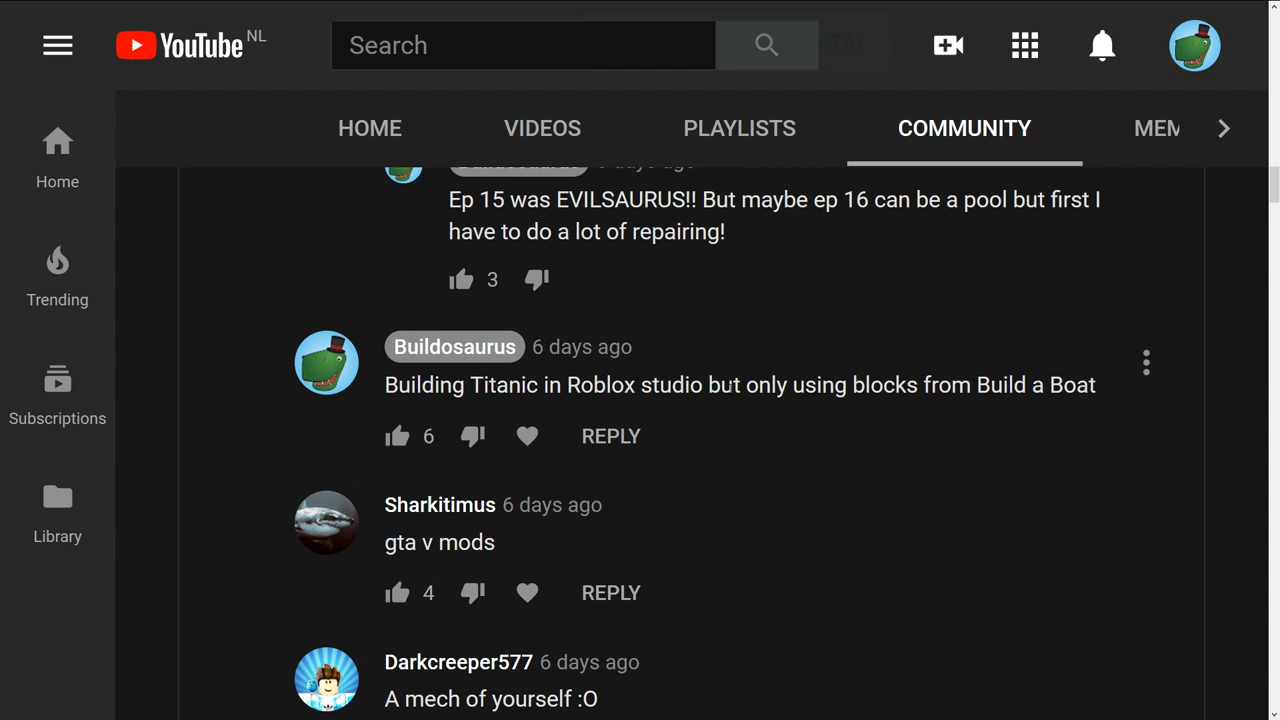 YouTube NL
Search
HOME VIDEOS PLAYLISTS COMMUNITY MEM
Home
Trending
Subscriptions
Library
Ep 15 was EVILSAURUS!! But maybe ep 16 can be a pool but first I
have to do a lot of repairing!
3
Buildosaurus 6 days ago
Building Titanic in Roblox studio but only using blocks from Build a Boat
6 REPLY
Sharkitimus 6 days ago
gta v mods
4 REPLY
Darkcreeper577 6 days ago
A mech of yourself :O